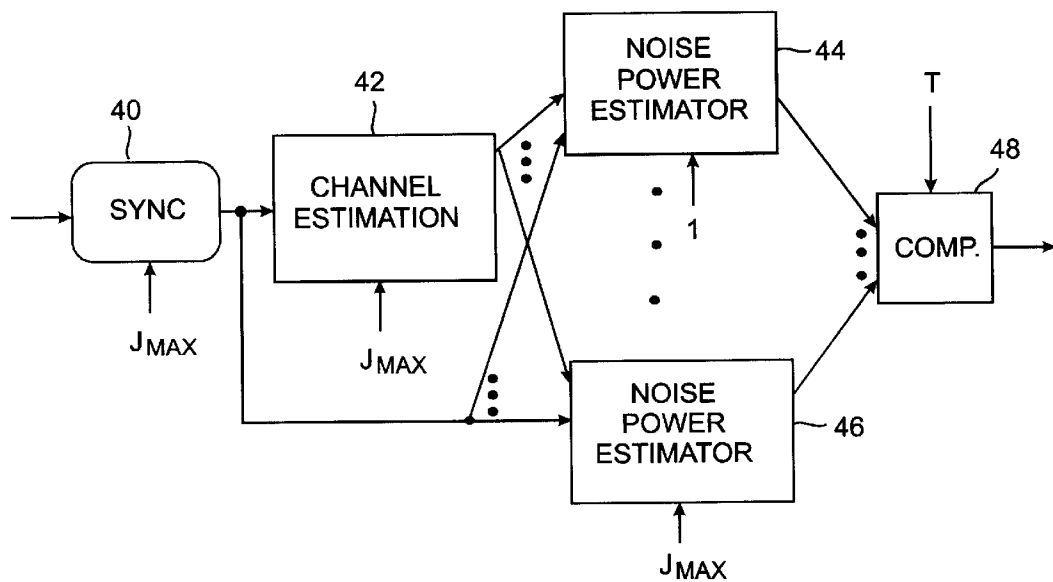 NOISE
POWER
ESTIMATOR
44
T
42
40
48
SYNC
CHANNEL
ESTIMATION
1
COMP.
JMAX
JMAX
NOISE
POWER
ESTIMATOR
46
JMAX